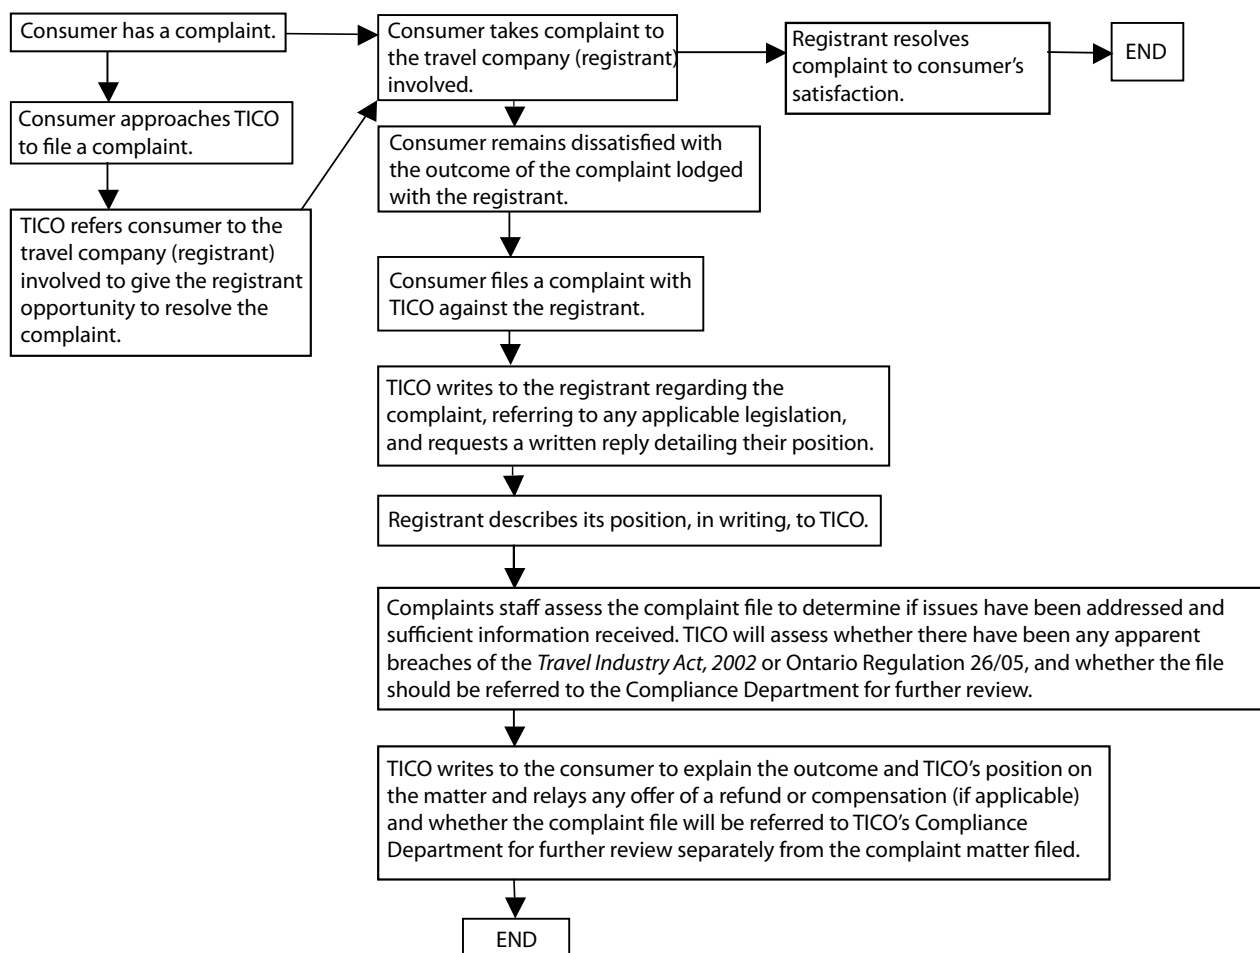 Consumer has a complaint.
Consumer approaches TICO
to file a complaint.
TICO refers consumer to the
travel company (registrant)
involved to give the registrant
opportunity to resolve the
complaint.
Consumer takes complaint to
the travel company (registrant)
involved.
Registrant resolves
complaint to consumer’s
satisfaction.
END
Consumer remains dissatisfied with
the outcome of the complaint lodged
with the registrant.
Consumer files a complaint with
TICO against the registrant.
TICO writes to the registrant regarding the
complaint, referring to any applicable legislation,
and requests a written reply detailing their position.
Registrant describes its position, in writing, to TICO.
Complaints staff assess the complaint file to determine if issues have been addressed and
sufficient information received. TICO will assess whether there have been any apparent
breaches of the Travel Industry Act, 2002 or Ontario Regulation 26/05, and whether the file
should be referred to the Compliance Department for further review.
TICO writes to the consumer to explain the outcome and TICO’s position on
the matter and relays any offer of a refund or compensation (if applicable)
and whether the complaint file will be referred to TICO’s Compliance
Department for further review separately from the complaint matter filed.
END